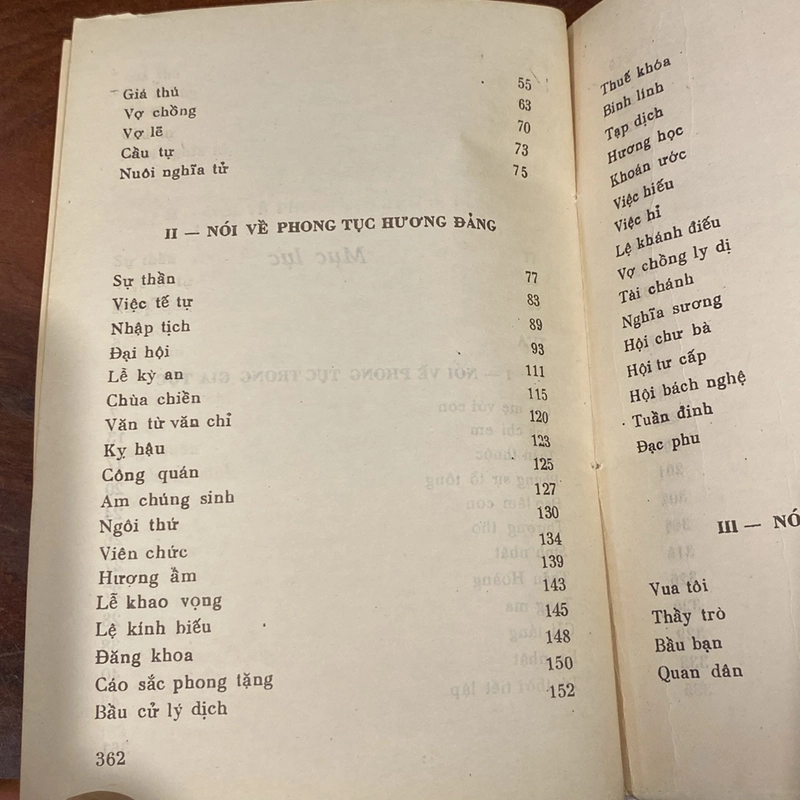 Giá thú 55
Vợ chồng 63
Vợ lẽ 70
Cầu tự 73
Nuôi nghĩa tử 75
II — NÓI VỀ PHONG TỤC HƯƠNG ĐẢNG
Sự thần 77
Việc tế tự 83
Nhập tịch 89
Đại hội 93
Lễ kỳ an 111
Chùa chiền 115
Văn từ văn chỉ 120
Kỵ hậu 123
Công quán 125
Am chúng sinh 127
Ngôi thứ 130
Viên chức 134
Hượng ẩm 139
Lễ khao vọng 143
Lệ kính biếu 145
Đăng khoa 148
Cáo sắc phong tặng 150
Bầu cử lý dịch 152
362
Thuế khóa
Binh lính
Tạp dịch
Hương học
Khoán ước
Việc hiếu
Việc hỉ
Lệ khánh điếu
Vợ chồng ly dị
Tài chánh
Nghĩa sương
Hội chư bà
Hội tư cấp
Hội bách nghệ
Tuần đinh
Đạc phu
III — NÓ
Vua tôi
Thầy trò
Bầu bạn
Quan dân